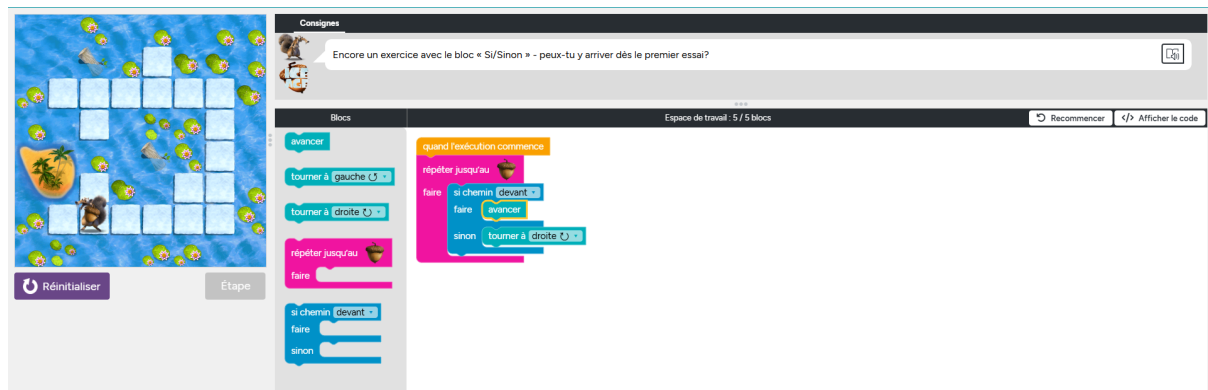 Consignes
Encore un exercice avec le bloc « Si/Sinon » - peux-tu y arriver dès le premier essai?
Blocs
Espace de travail : 5 / 5 blocs
Recommencer
</> Afficher le code
avancer
tourner à gauche
tourner à droite
répéter jusqu'au
faire
si chemin devant
faire
sinon
quand l'exécution commence
répéter jusqu'au
faire
si chemin devant
faire avancer
sinon tourner à droite
Réinitialiser
Étape